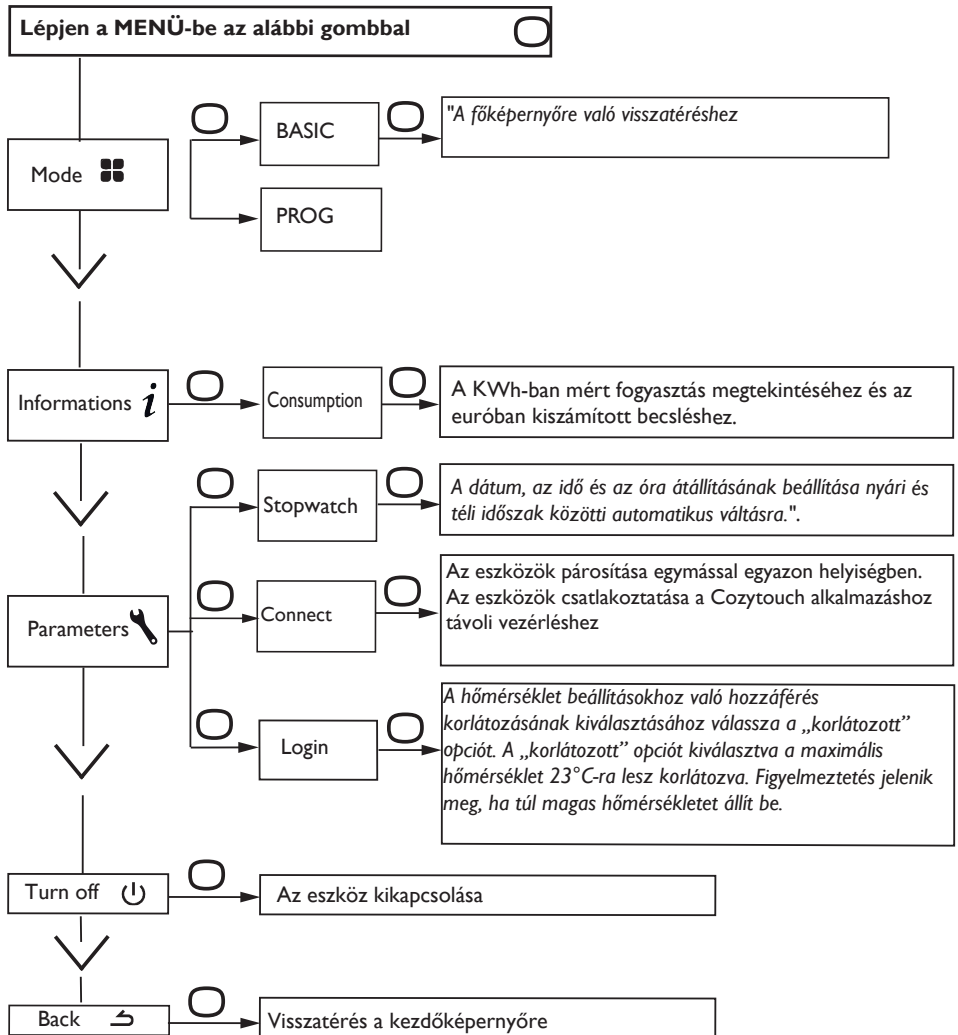 Lépjen a MENÜ-be az alábbi gombbal
BASIC
"A főképernyőre való visszatéréshez
Mode
PROG
Informations
Consumption
A KWh-ban mért fogyasztás megtekintéséhez és az
euróban kiszámított becsléshez.
Stopwatch
A dátum, az idő és az óra átállításának beállítása nyári és
téli időszak közötti automatikus váltásra.".
Parameters
Connect
Az eszközök párosítása egymással egyazon helyiségben.
Az eszközök csatlakoztatása a Cozytouch alkalmazáshoz
távoli vezérléshez
Login
A hőmérséklet beállításokhoz való hozzáférés
korlátozásának kiválasztásához válassza a „korlátozott”
opciót. A „korlátozott” opciót kiválasztva a maximális
hőmérséklet 23°C-ra lesz korlátozva. Figyelmeztetés jelenik
meg, ha túl magas hőmérsékletet állít be.
Turn off
Az eszköz kikapcsolása
Back
Visszatérés a kezdőképernyőre